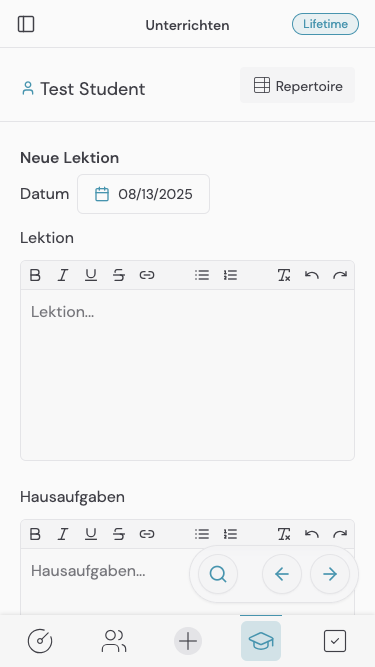 Unterrichten
Lifetime
Test Student
Repertoire
Neue Lektion
Datum
08/13/2025
Lektion
Lektion...
Hausaufgaben
Hausaufgaben...